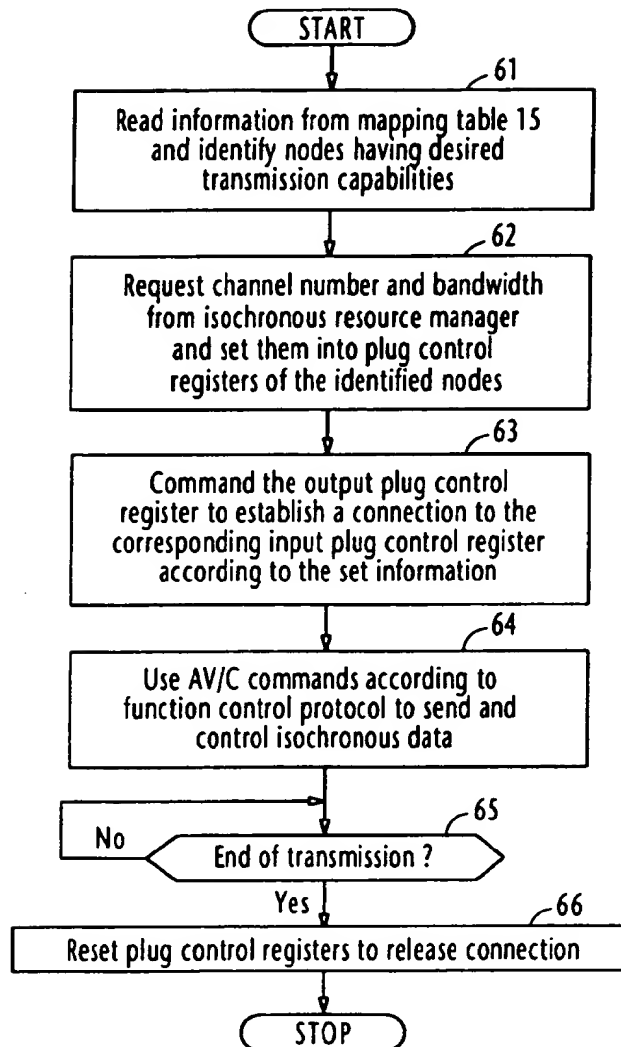 START
61
Read information from mapping table 15
and identify nodes having desired
transmission capabilities
62
Request channel number and bandwidth
from isochronous resource manager
and set them into plug control
registers of the identified nodes
63
Command the output plug control
register to establish a connection to the
corresponding input plug control register
according to the set information
64
Use AV/C commands according to
function control protocol to send and
control isochronous data
65
No
End of transmission ?
Yes
66
Reset plug control registers to release connection
STOP